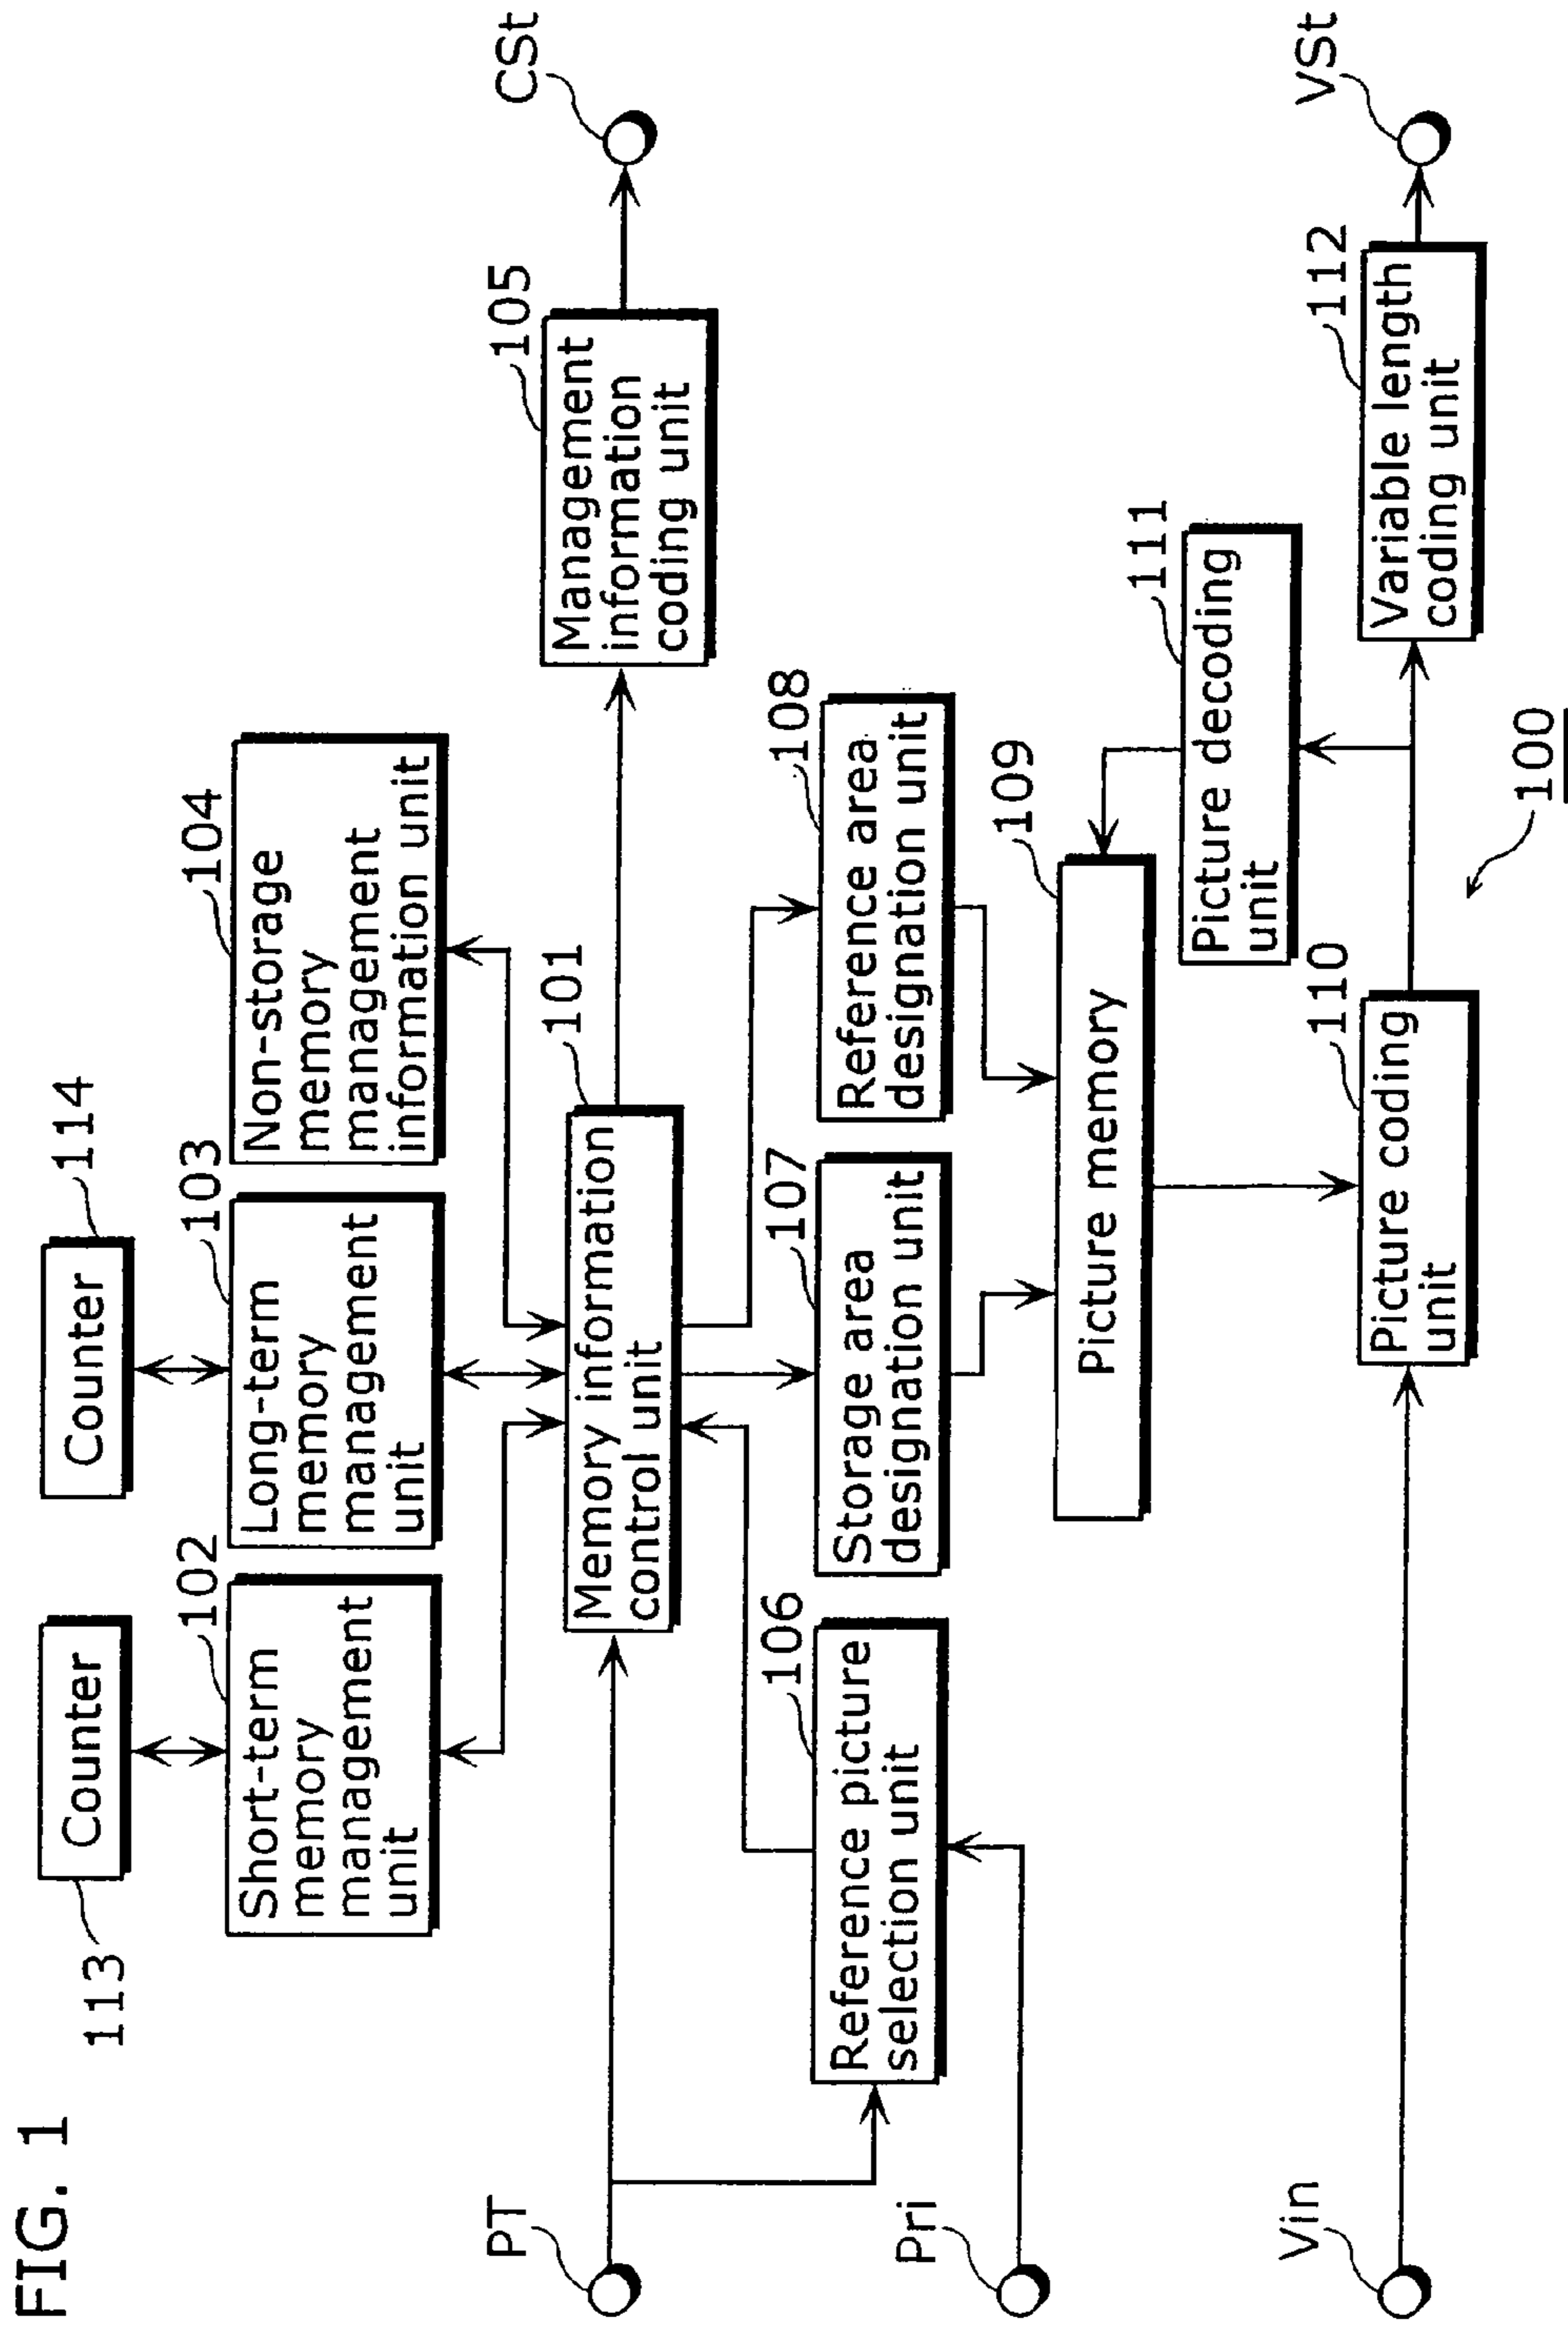 FIG. 1
113
Counter
114
Counter
102
Short-term
memory
management
unit
103
Long-term
memory
management
unit
104
Non-storage
memory
management
information unit
PT
101
Memory information
control unit
105
Management
information
coding unit
CSt
Pri
106
Reference picture
selection unit
107
Storage area
designation unit
108
Reference area
designation unit
109
Picture memory
111
Picture decoding
unit
Vin
110
Picture coding
unit
112
Variable length
coding unit
VSt
100